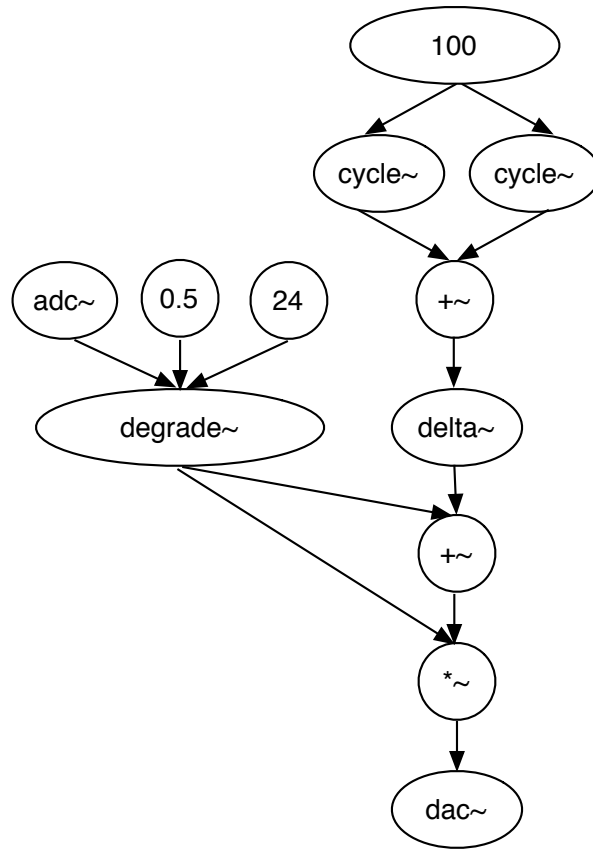 100
cycle~
cycle~
adc~
0.5
24
+~
degrade~
delta~
+~
*~
dac~